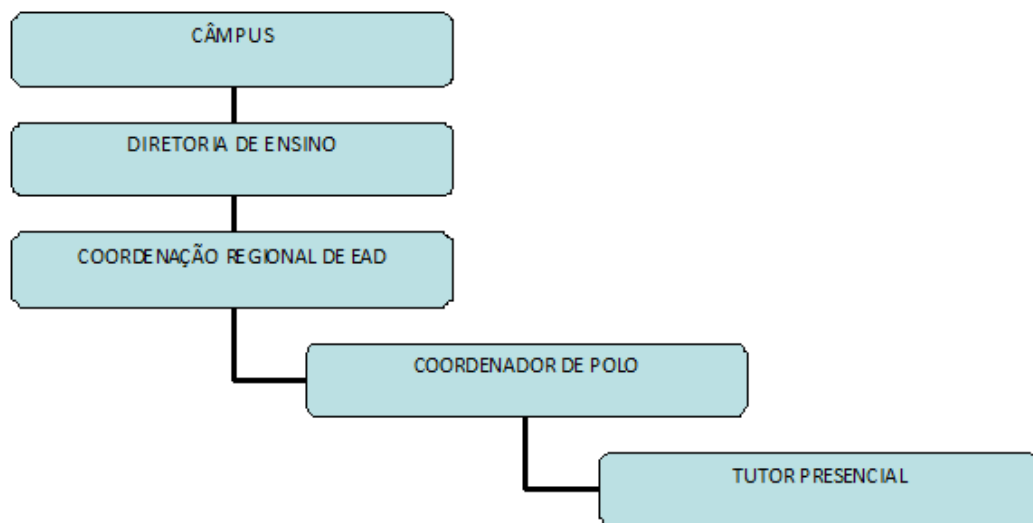 CÂMPUS
DIRETORIA DE ENSINO
COORDENAÇÃO REGIONAL DE EAD
COORDENADOR DE POLO
TUTOR PRESENCIAL